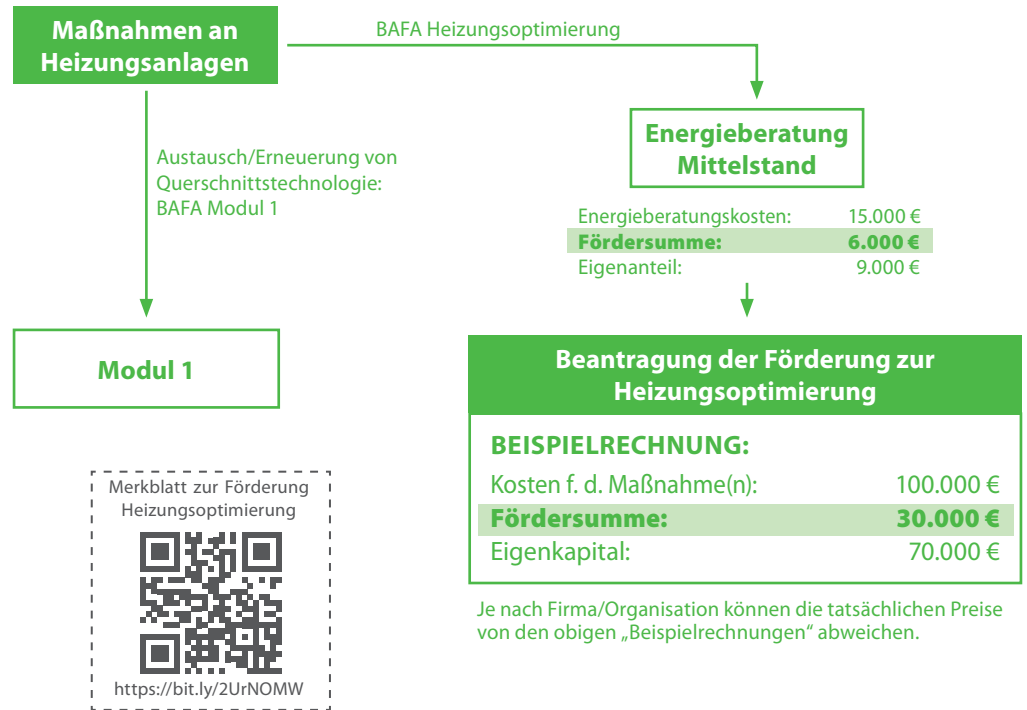 Maßnahmen an
Heizungsanlagen
BAFA Heizungsoptimierung
Austausch/Erneuerung von
Querschnittstechnologie:
BAFA Modul 1
Modul 1
Energieberatung
Mittelstand
Energieberatungskosten: 15.000 €
Fördersumme: 6.000 €
Eigenanteil: 9.000 €
Beantragung der Förderung zur
Heizungsoptimierung
BEISPIELRECHNUNG:
Kosten f. d. Maßnahme(n): 100.000 €
Fördersumme: 30.000 €
Eigenkapital: 70.000 €
Je nach Firma/Organisation können die tatsächlichen Preise
von den obigen „Beispielrechnungen“ abweichen.
Merkblatt zur Förderung
Heizungsoptimierung
https://bit.ly/2UrNOMW